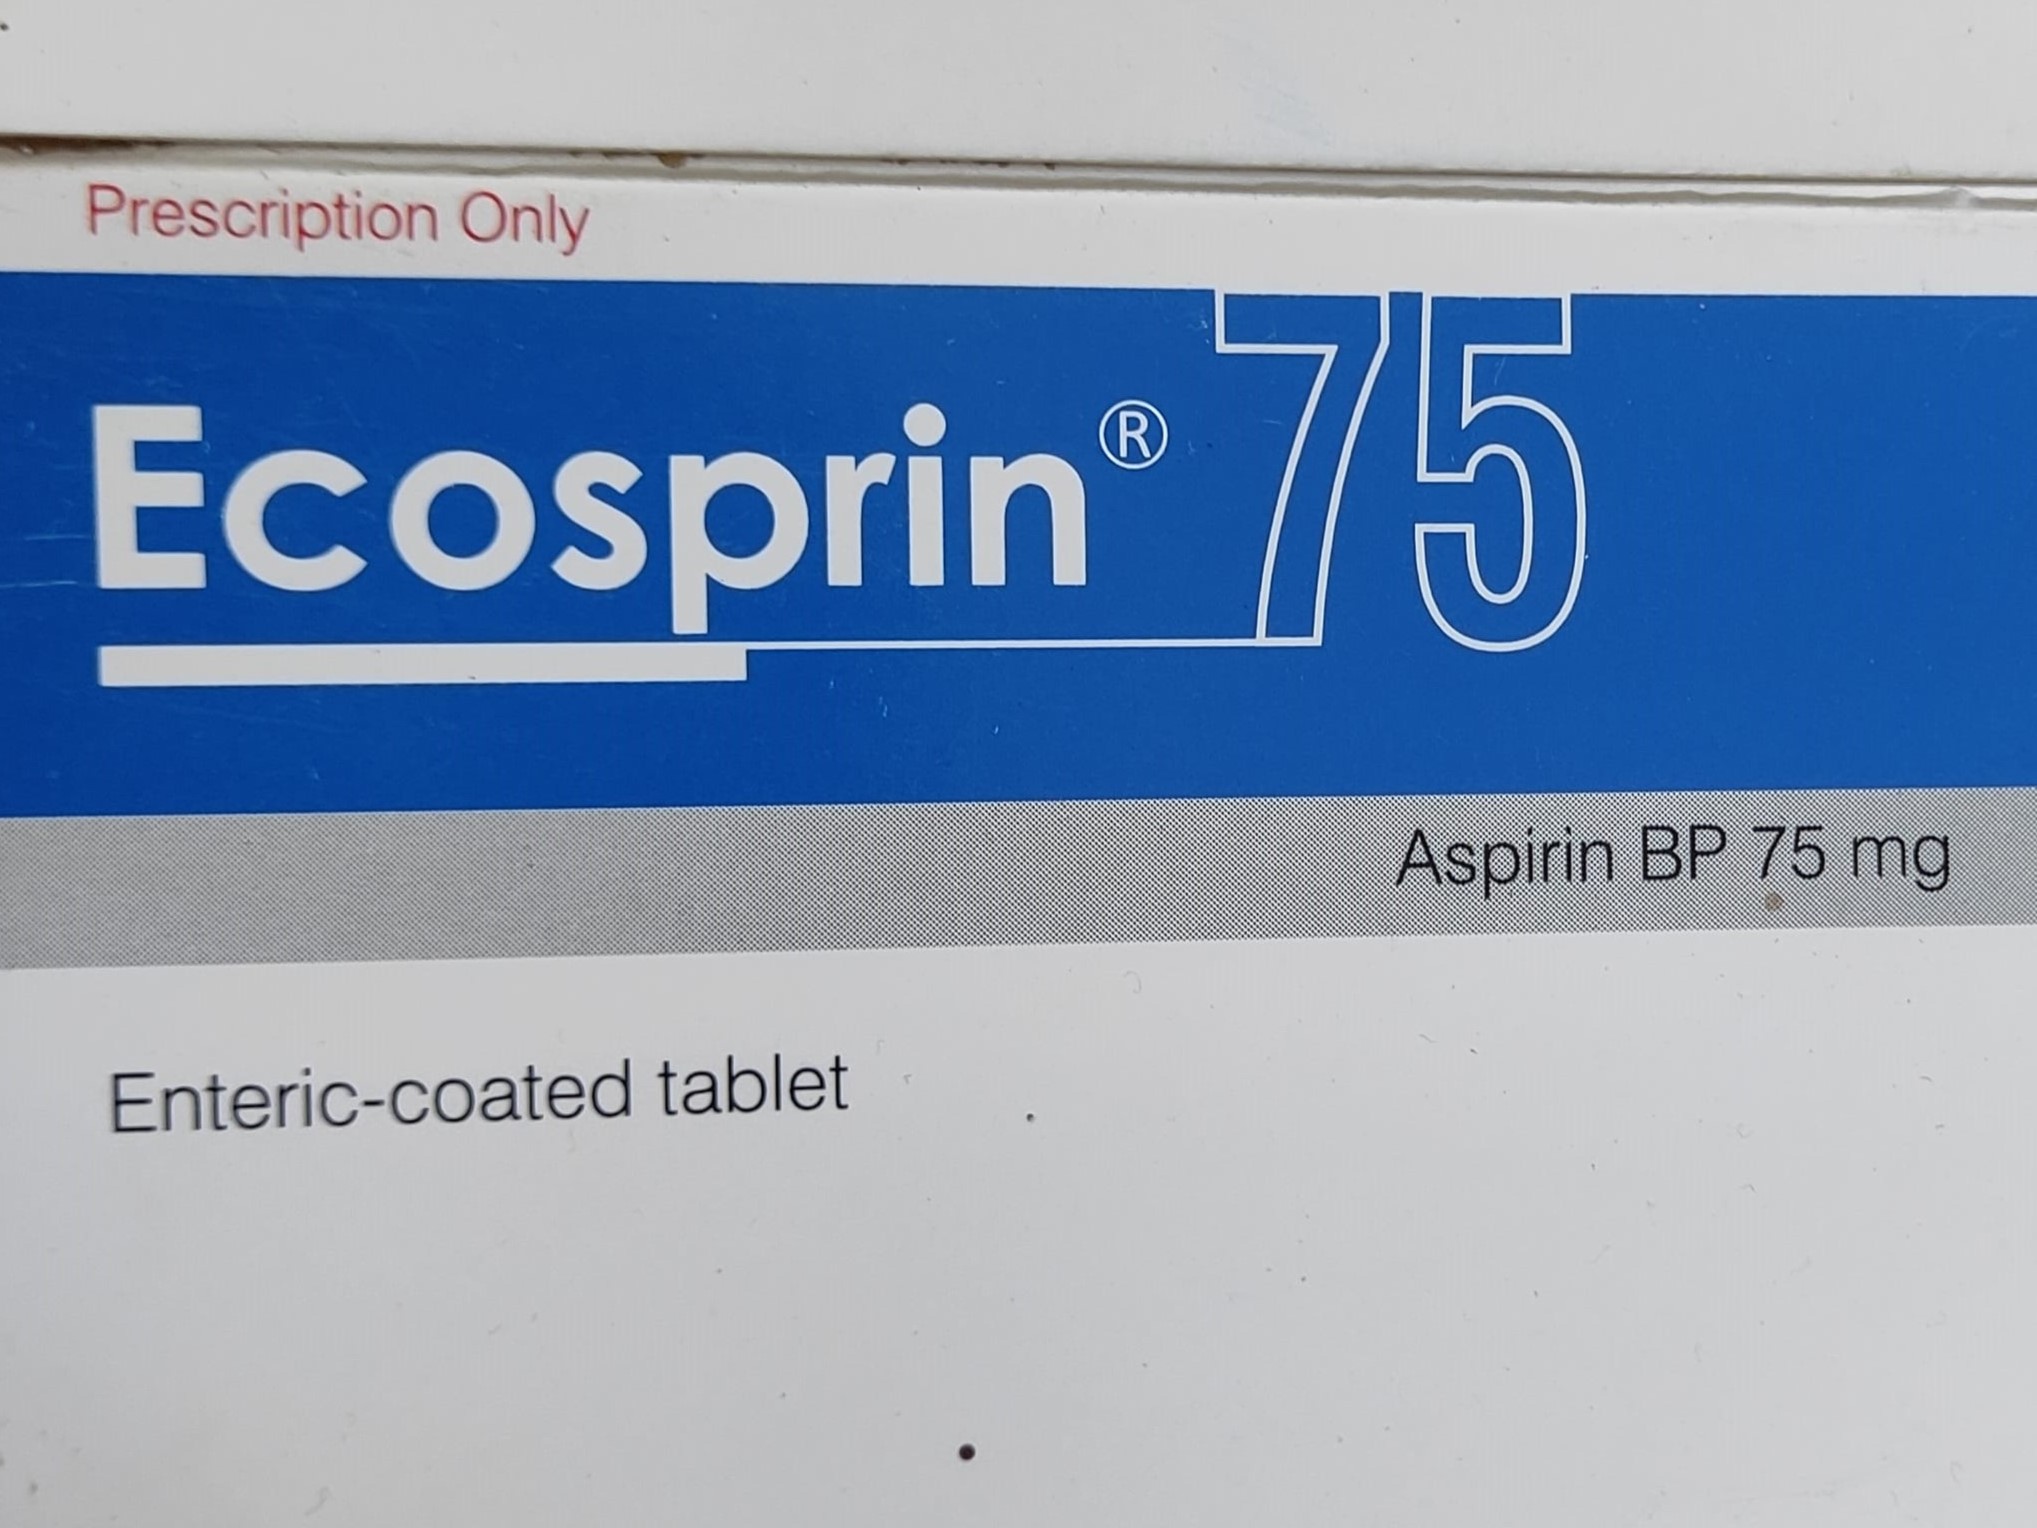 Prescription Only
Ecosprin® 75
Aspirin BP 75 mg
Enteric-coated tablet